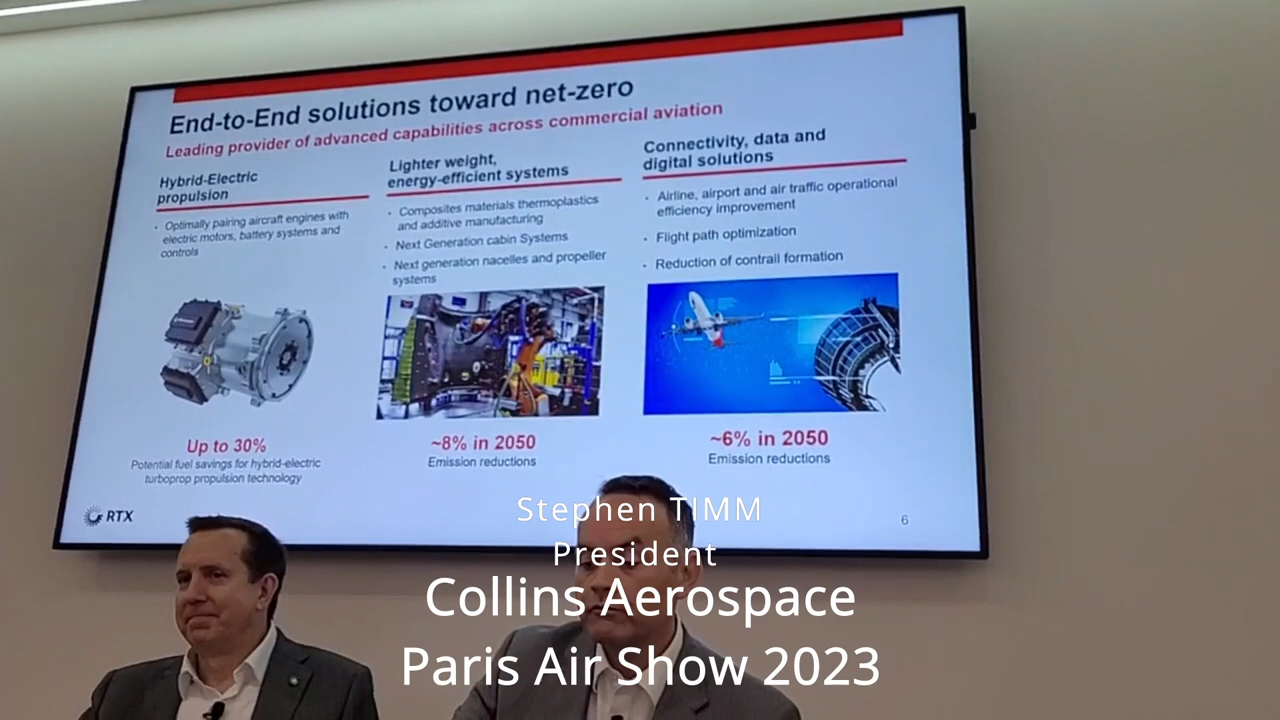 End-to-End solutions toward net-zero
Leading provider of advanced capabilities across commercial aviation
Hybrid-Electric
propulsion
• Optimally pairing aircraft engines with
electric motors, battery systems and
controls
Up to 30%
Potential fuel savings for hybrid-electric
turboprop propulsion technology
Lighter weight,
energy-efficient systems
• Composites materials thermoplastics
and additive manufacturing
• Next Generation cabin Systems
• Next generation nacelles and propeller
systems
~8% in 2050
Emission reductions
Connectivity, data and
digital solutions
• Airline, airport and air traffic operational
efficiency improvement
• Flight path optimization
• Reduction of contrail formation
~6% in 2050
Emission reductions
RTX
6
Stephen TIMM
President
Collins Aerospace
Paris Air Show 2023